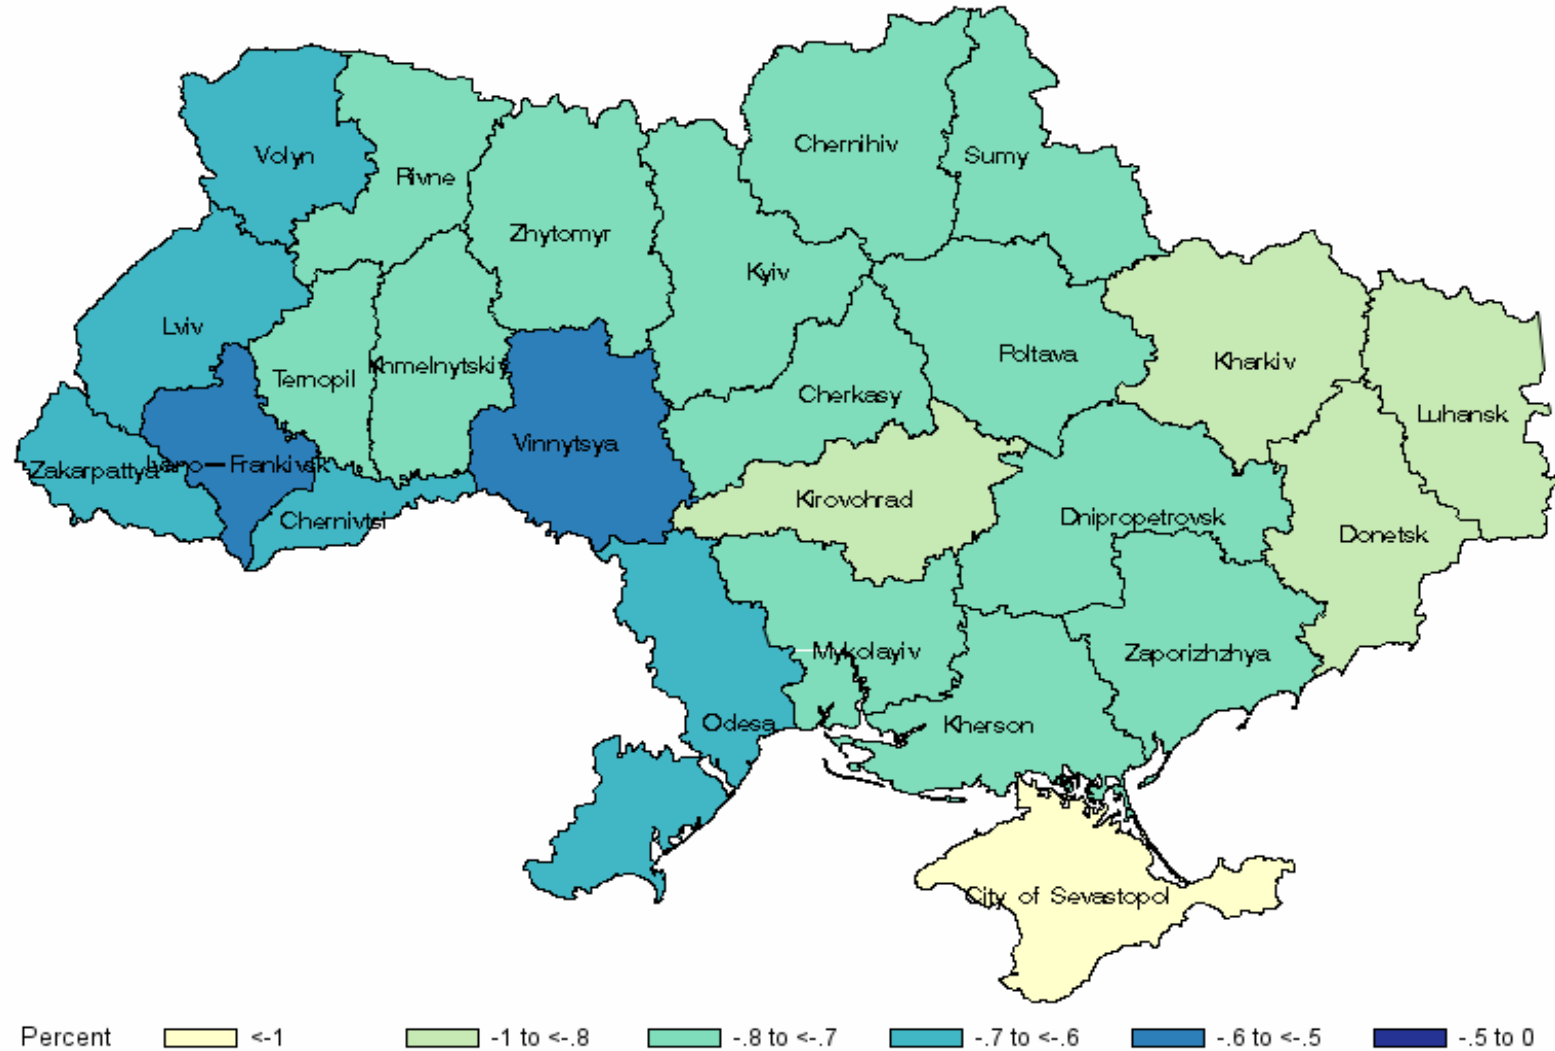 Chernihiv
Volyn
Sumy
Rivne
Zhytomyr
Kyiv
Lviv
Poltava
Kharkiv
Khmelnytskiy
Ternopil
Cherkasy
Luhansk
Vinnytsya
Zakarpattya
Ivano-Frankivsk
Kirovohrad
Chernivtsi
Dnipropetrovsk
Donetsk
Mykolayiv
Zaporizhzhya
Odesa
Kherson
City of Sevastopol
Percent <-1 -1 to <-.8 -.8 to <-.7 -.7 to <-.6 -.6 to <-.5 -.5 to 0